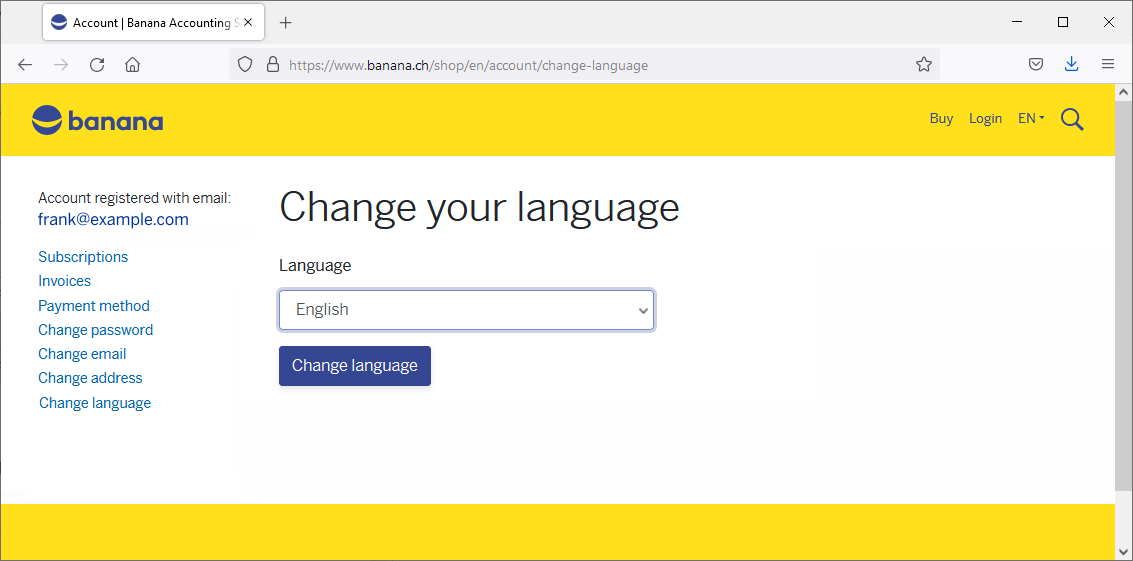 Account | Banana Accounting S
https://www.banana.ch/shop/en/account/change-language
banana
Buy Login EN
Account registered with email:
frank@example.com
Subscriptions
Invoices
Payment method
Change password
Change email
Change address
Change language
Change your language
Language
English
Change language